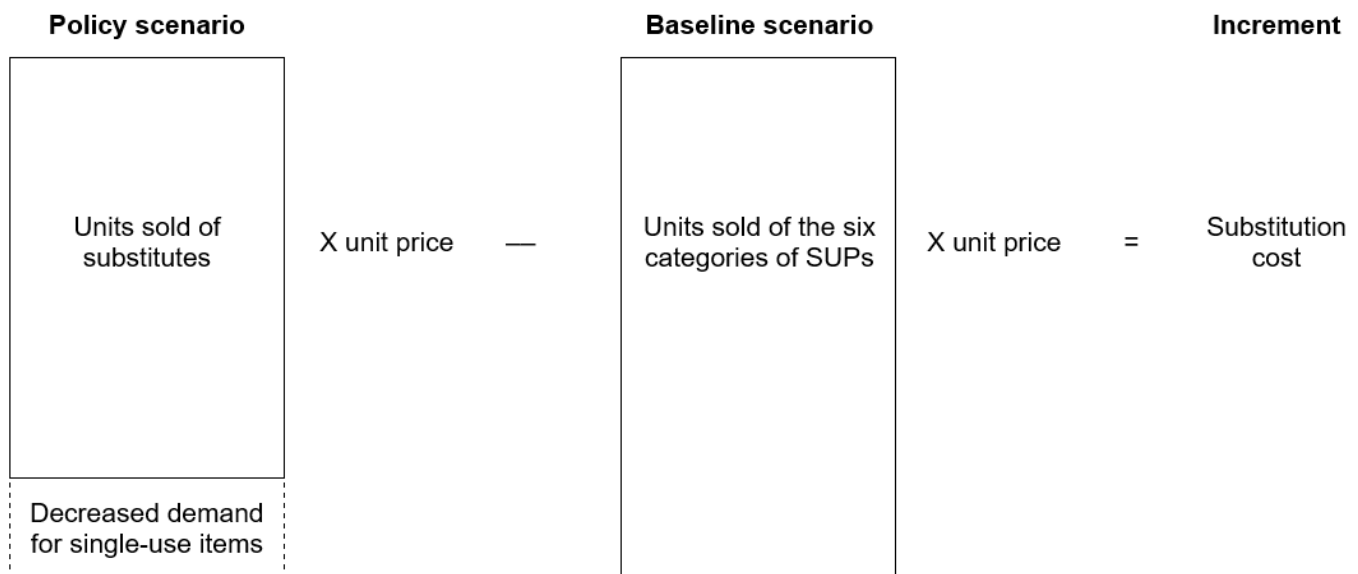 Policy scenario
Baseline scenario
Increment
Units sold of
substitutes
X unit price
—
Units sold of the six
categories of SUPs
X unit price
=
Substitution
cost
Decreased demand
for single-use items